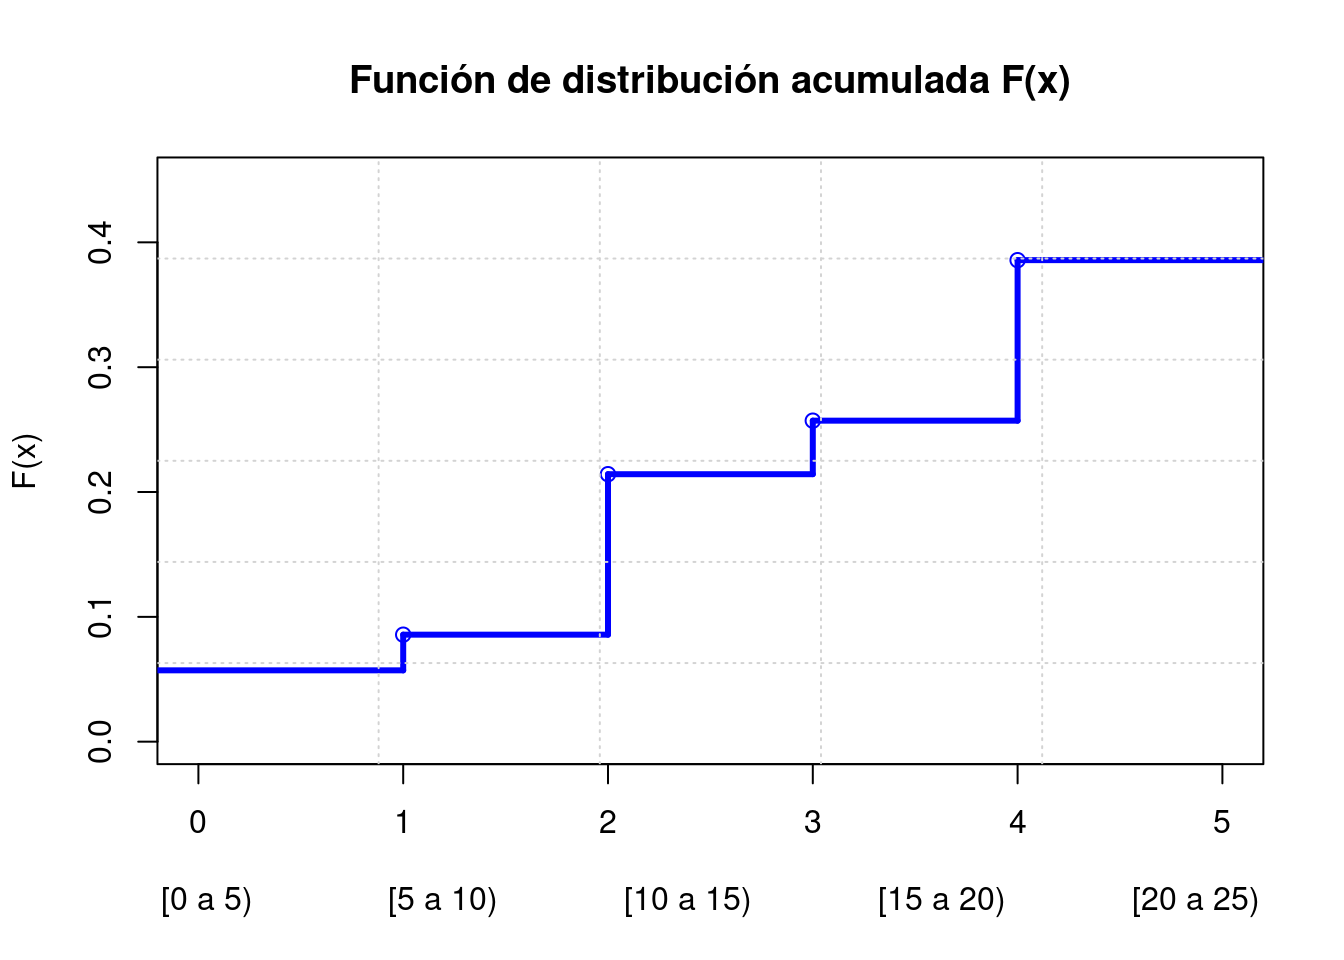 Función de distribución acumulada F(x)
0.4
0.3
0.2
0.1
0.0
F(x)
0 1 2 3 4 5
[0 a 5) [5 a 10) [10 a 15) [15 a 20) [20 a 25)